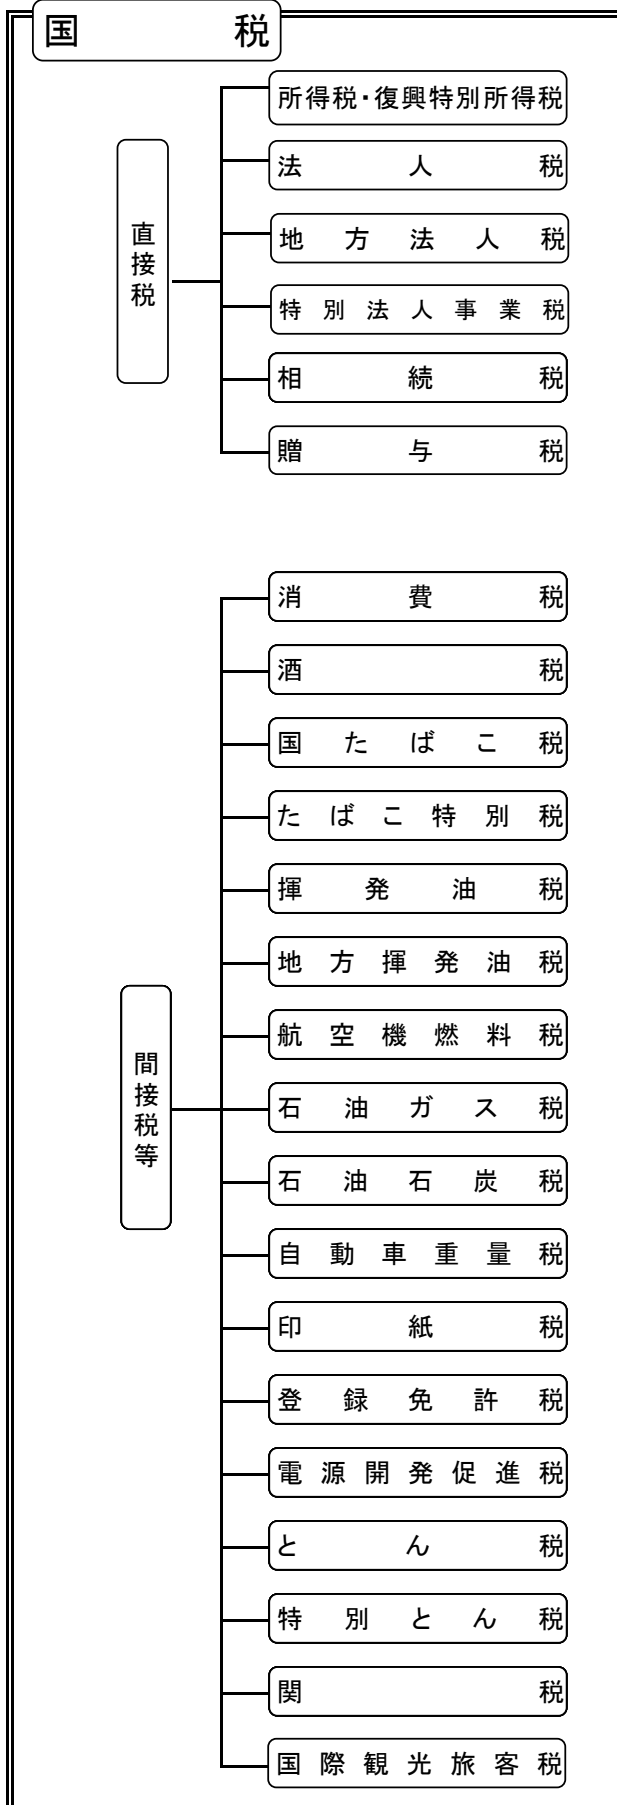 国税
直接税
所得税・復興特別所得税
法人税
地方法人税
特別法人事業税
相続税
贈与税
間接税等
消費税
酒税
国たばこ税
たばこ特別税
揮発油税
地方揮発油税
航空機燃料税
石油ガス税
石油石炭税
自動車重量税
印紙税
登録免許税
電源開発促進税
とん税
特別とん税
関税
国際観光旅客税